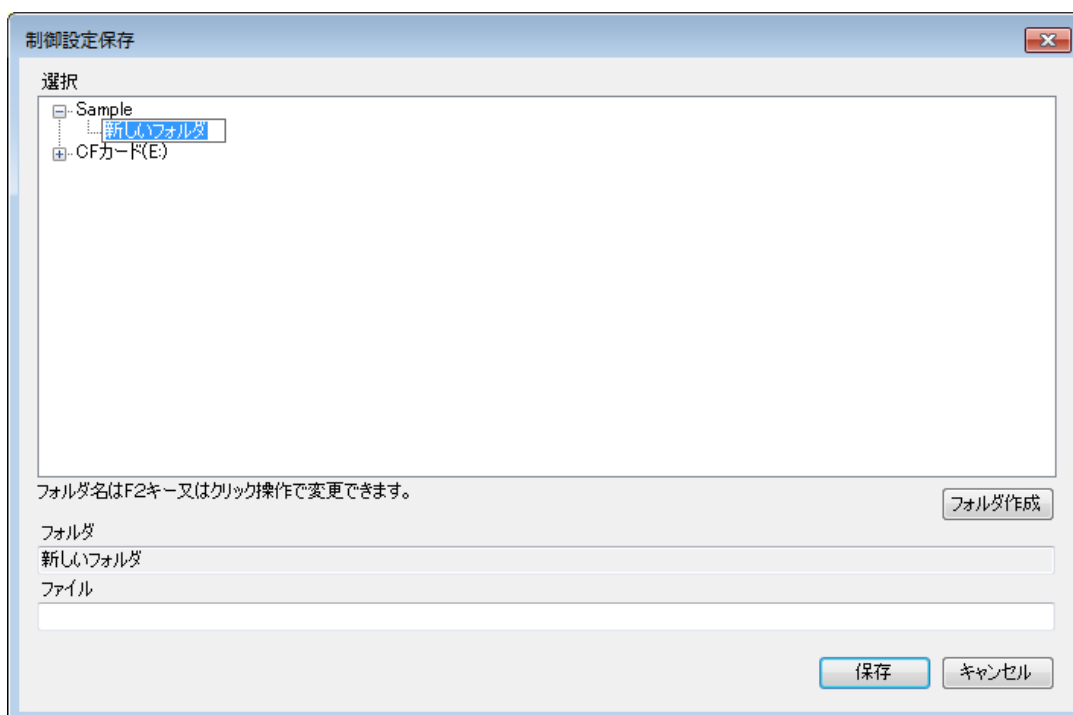 制御設定保存
選択
Sample
新しいフォルダ
CFカード(E:)
フォルダ名はF2キー又はクリック操作で変更できます。
フォルダ作成
フォルダ
新しいフォルダ
ファイル
保存 キャンセル